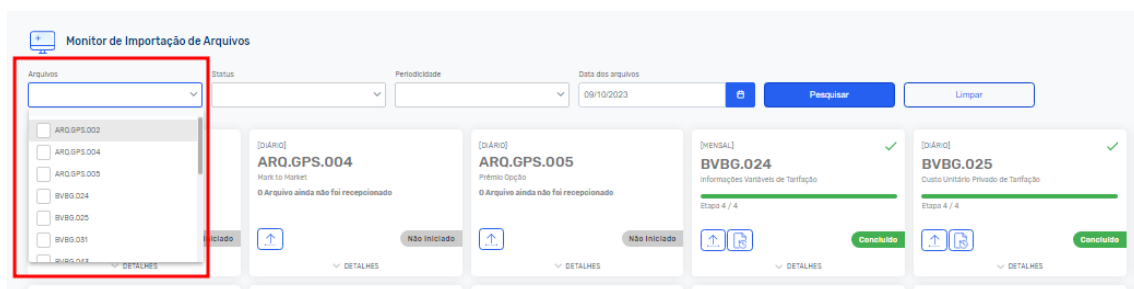 Monitor de Importação de Arquivos
Arquivos Status Periodicidade Data dos arquivos
09/10/2023 Pesquisar Limpar
ARQ.GPS.002
ARQ.GPS.004
ARQ.GPS.005
BVBG.024
BVBG.025
BVBG.031
BVBG.043
Iniciado
DETALHES
[DIÁRIO]
ARQ.GPS.004
Mark to Market
O Arquivo ainda não foi recepcionado
Não Iniciado
DETALHES
[DIÁRIO]
ARQ.GPS.005
Prêmio Opção
O Arquivo ainda não foi recepcionado
Não Iniciado
DETALHES
[MENSAL]
BVBG.024
Informações Variáveis de Tarifação
Etapa 4 / 4
Concluído
DETALHES
[DIÁRIO]
BVBG.025
Custo Unitário Privado de Tarifação
Etapa 4 / 4
Concluído
DETALHES